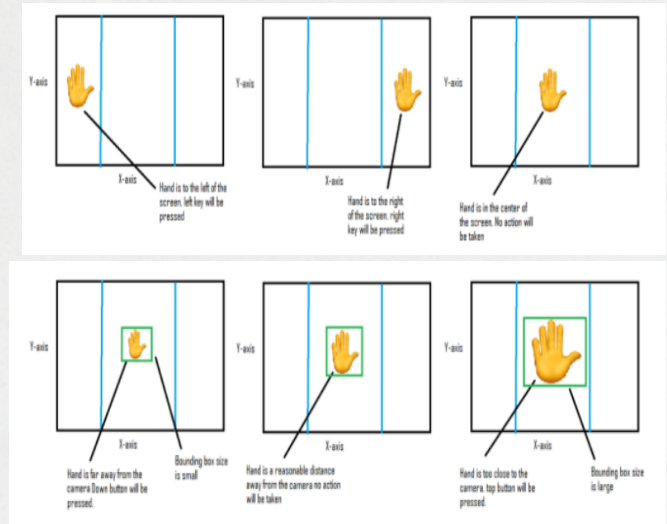 Y-axis
X-axis
Hand is to the left of the
screen. left key will be
pressed
Y-axis
X-axis
Hand is to the right
of the screen. right
key will be pressed
Y-axis
X-axis
Hand is in the center of
the screen. No action will
be taken
Y-axis
X-axis
Hand is far away from the
camera Down button will be
pressed.
Bounding box size
is small
Y-axis
X-axis
Hand is a reasonable distance
away from the camera no action
will be taken
Y-axis
X-axis
Hand is too close to the
camera. top button will be
pressed.
Bounding box size
is large